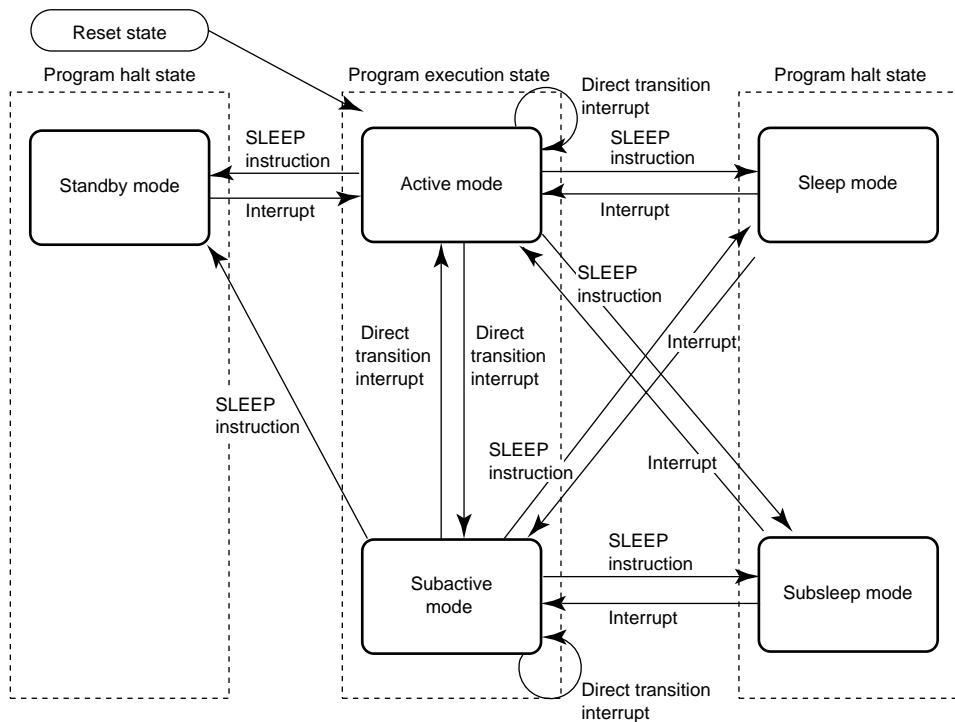 Reset state
Program halt state
Program execution state
Program halt state
Direct transition
interrupt
SLEEP
instruction
SLEEP
instruction
Standby mode
Active mode
Sleep mode
Interrupt
Interrupt
SLEEP
instruction
Direct
transition
interrupt
Direct
transition
interrupt
Interrupt
SLEEP
instruction
SLEEP
instruction
Interrupt
SLEEP
instruction
Subactive
mode
Subsleep mode
Interrupt
Direct transition
interrupt